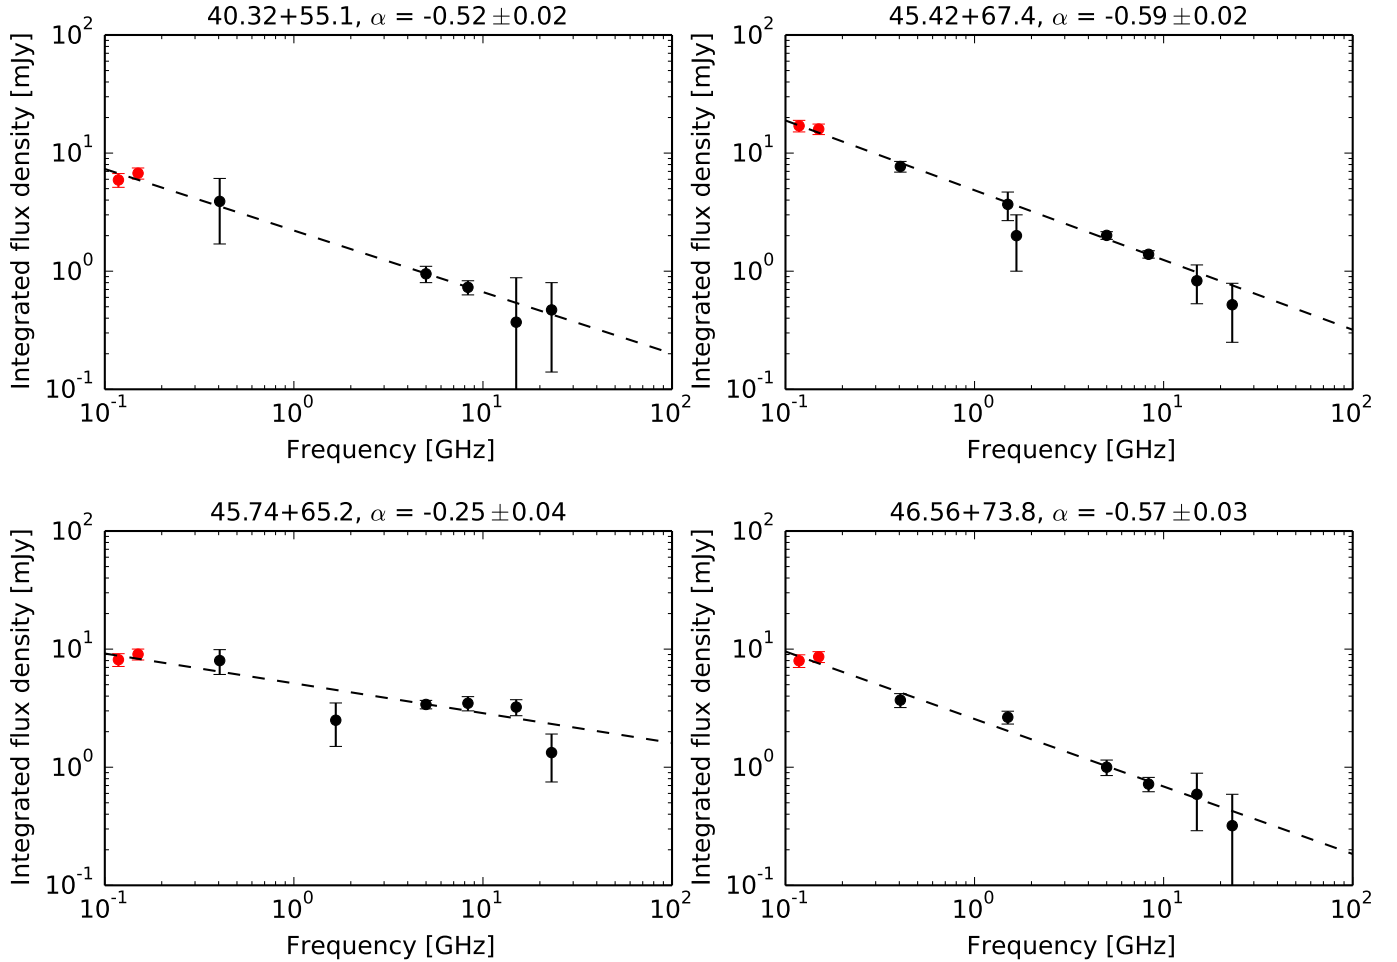 40.32+55.1, α = -0.52±0.02
Integrated flux density [mJy]
10²
10¹
10⁰
10⁻¹
10⁻¹ 10⁰ 10¹ 10²
Frequency [GHz]
45.42+67.4, α = -0.59±0.02
Integrated flux density [mJy]
10²
10¹
10⁰
10⁻¹
10⁻¹ 10⁰ 10¹ 10²
Frequency [GHz]
45.74+65.2, α = -0.25±0.04
Integrated flux density [mJy]
10²
10¹
10⁰
10⁻¹
10⁻¹ 10⁰ 10¹ 10²
Frequency [GHz]
46.56+73.8, α = -0.57±0.03
Integrated flux density [mJy]
10²
10¹
10⁰
10⁻¹
10⁻¹ 10⁰ 10¹ 10²
Frequency [GHz]